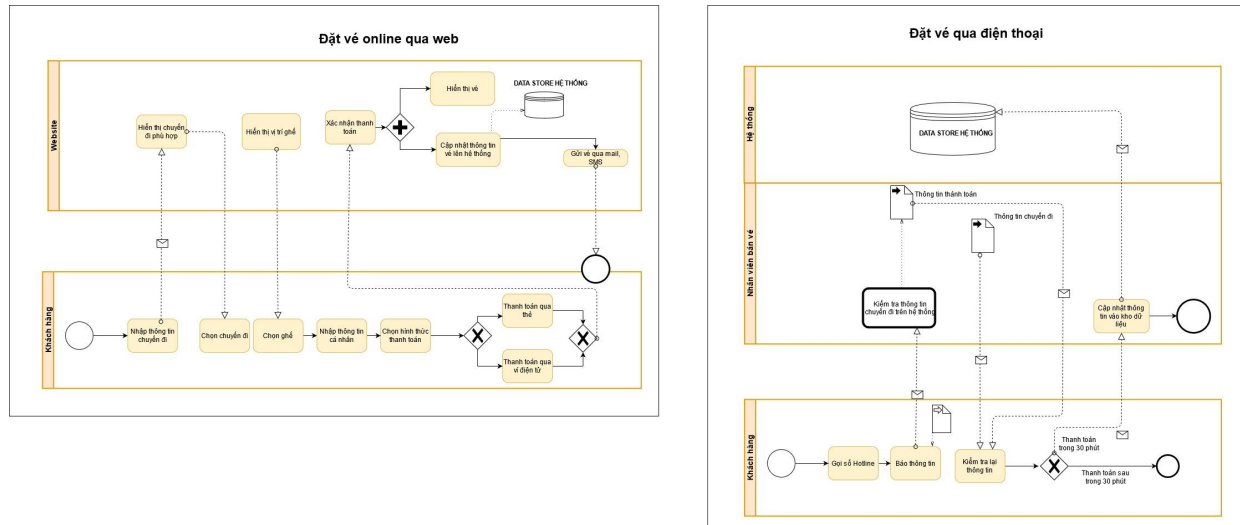 Đặt vé online qua web
Website
Hiển thị chuyến
đi phù hợp
Hiển thị vị trí ghế
Xác nhận thanh
toán
Hiển thị vé
DATA STORE HỆ THỐNG
Cập nhật thông tin
vé lên hệ thống
Gửi vé qua mail,
SMS
Khách hàng
Nhập thông tin
chuyến đi
Chọn chuyến đi
Chọn ghế
Nhập thông tin
cá nhân
Chọn hình thức
thanh toán
Thanh toán qua
thẻ
Thanh toán qua
ví điện tử
Đặt vé qua điện thoại
Hệ thống
DATA STORE HỆ THỐNG
Nhân viên bán vé
Thông tin thánh toán
Thông tin chuyến đi
Kiểm tra thông tin
chuyến đi trên hệ thống
Cập nhật thông
tin vào kho dữ
liệu
Khách hàng
Gọi số Hotline
Báo thông tin
Kiểm tra lại
thông tin
Thanh toán
trong 30 phút
Thanh toán sau
trong 30 phút